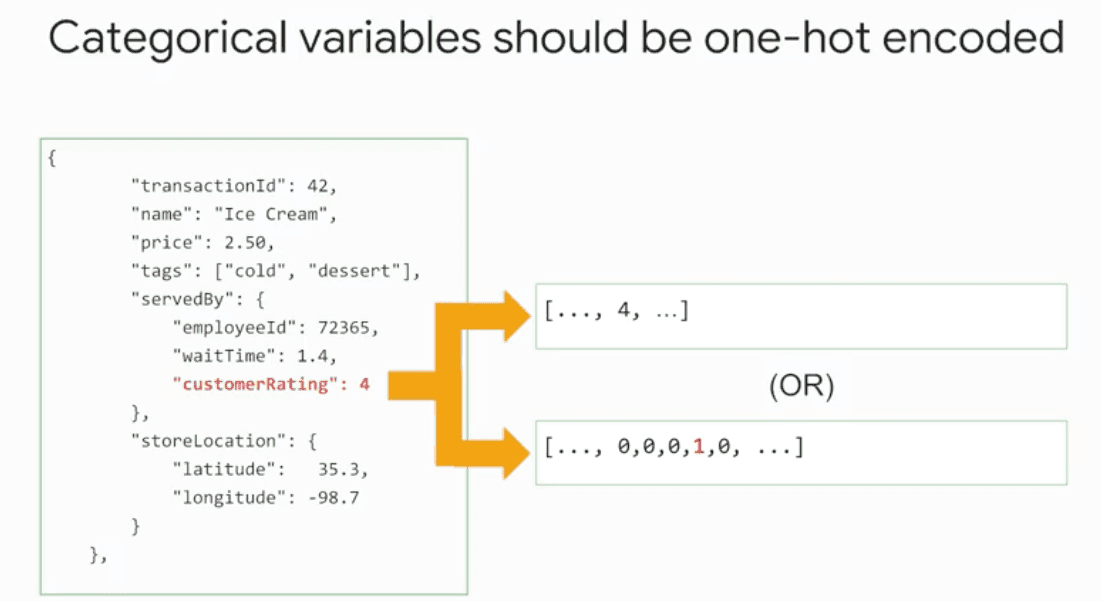 Categorical variables should be one-hot encoded
{
"transactionId": 42,
"name": "Ice Cream",
"price": 2.50,
"tags": ["cold", "dessert"],
"servedBy": {
"employeeId": 72365,
"waitTime": 1.4,
"customerRating": 4
},
"storeLocation": {
"latitude": 35.3,
"longitude": -98.7
}
},
[..., 4, ...]
(OR)
[..., 0,0,0,1,0, ...]